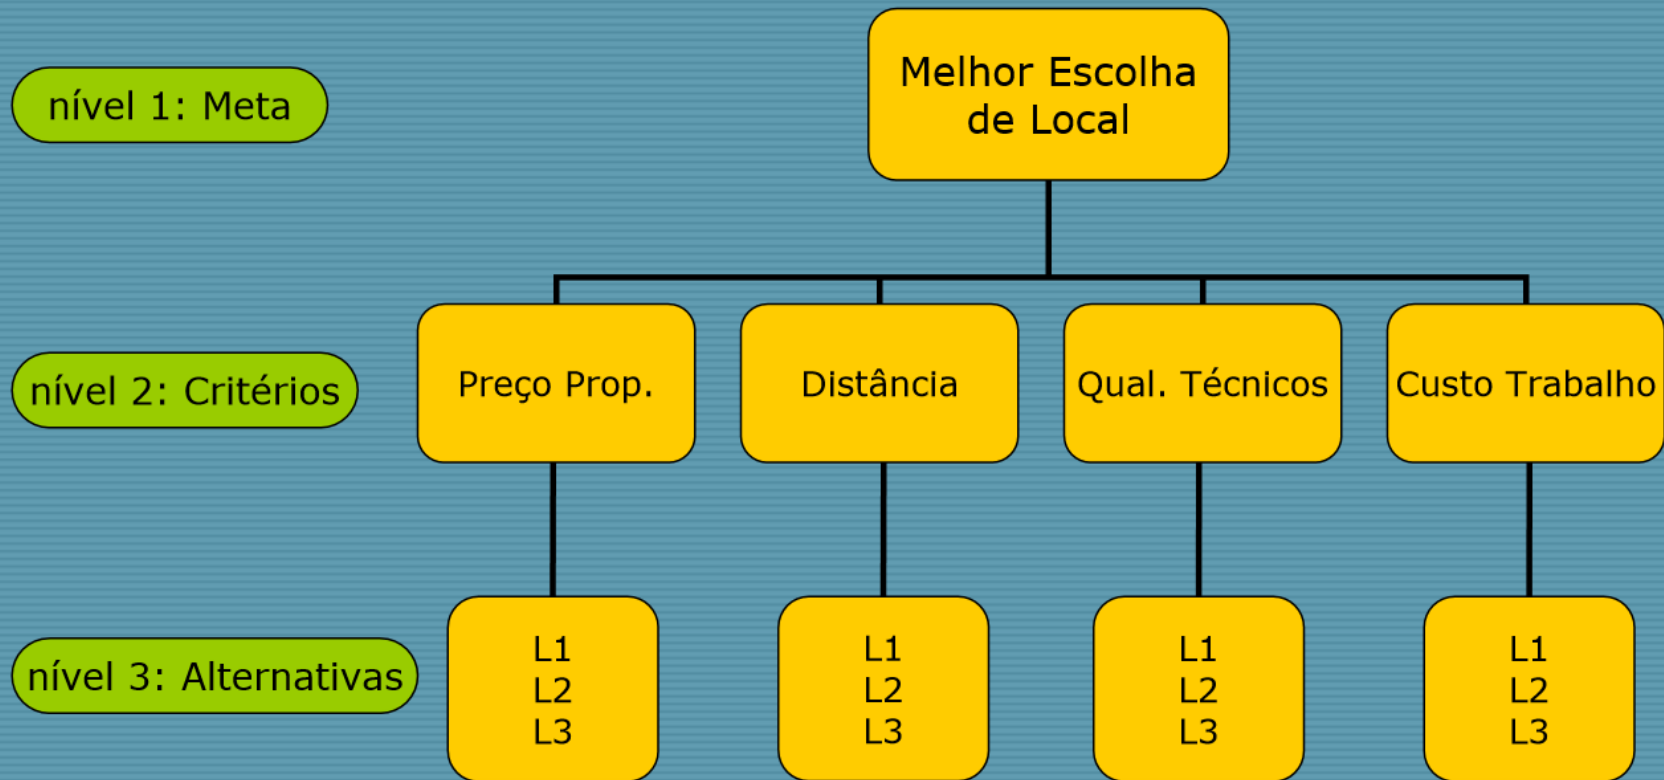 nível 1: Meta
Melhor Escolha
de Local
nível 2: Critérios
Preço Prop.
Distância
Qual. Técnicos
Custo Trabalho
nível 3: Alternativas
L1
L2
L3
L1
L2
L3
L1
L2
L3
L1
L2
L3